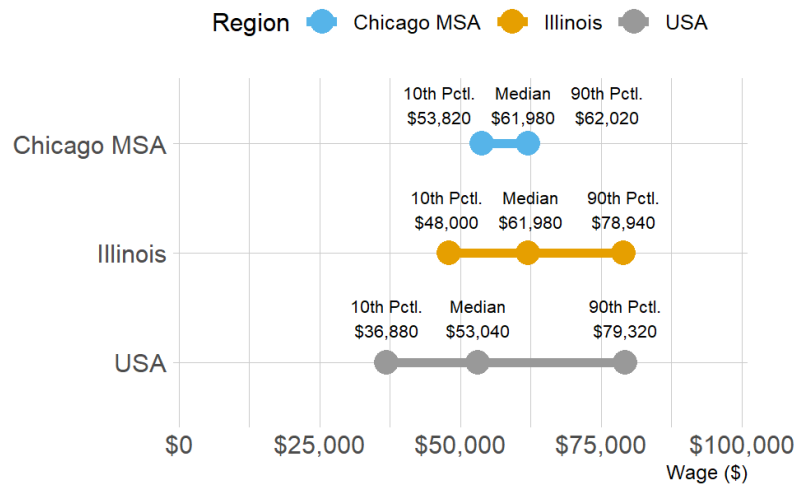 Region Chicago MSA Illinois USA
10th Pctl. Median 90th Pctl.
$53,820 $61,980 $62,020
Chicago MSA
10th Pctl. Median 90th Pctl.
$48,000 $61,980 $78,940
Illinois
10th Pctl. Median 90th Pctl.
$36,880 $53,040 $79,320
USA
$0 $25,000 $50,000 $75,000 $100,000
Wage ($)